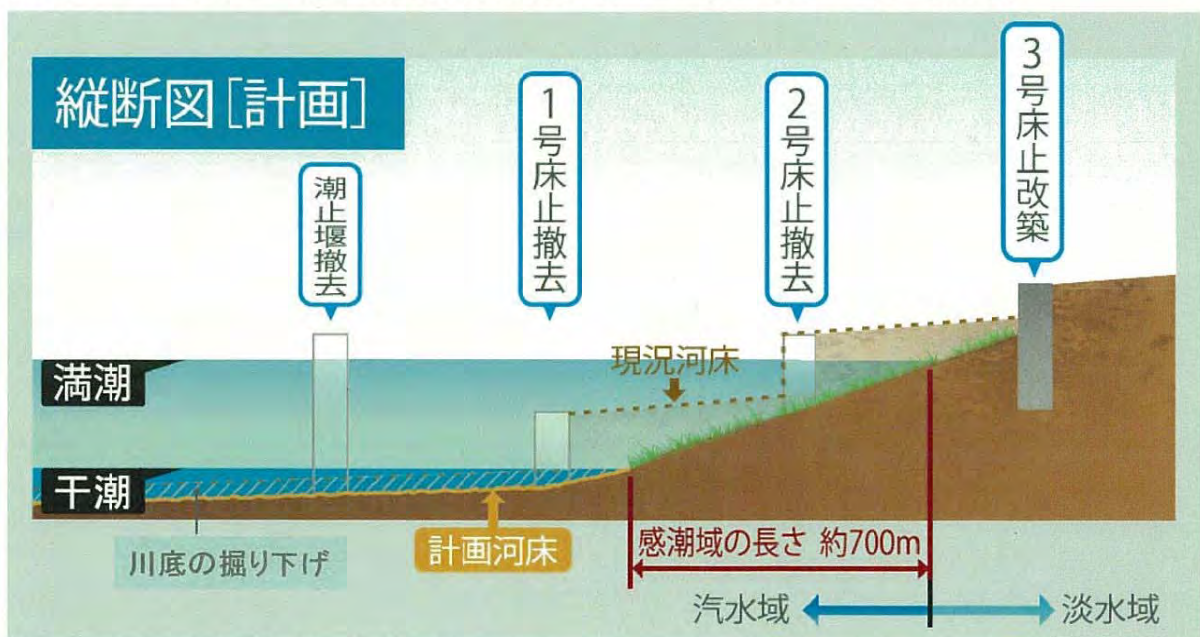 縦断図[計画]
潮止堰撤去
1号床止撤去
2号床止撤去
3号床止改築
満潮
現況河床
干潮
川底の掘り下げ
計画河床
感潮域の長さ 約700m
汽水域
淡水域